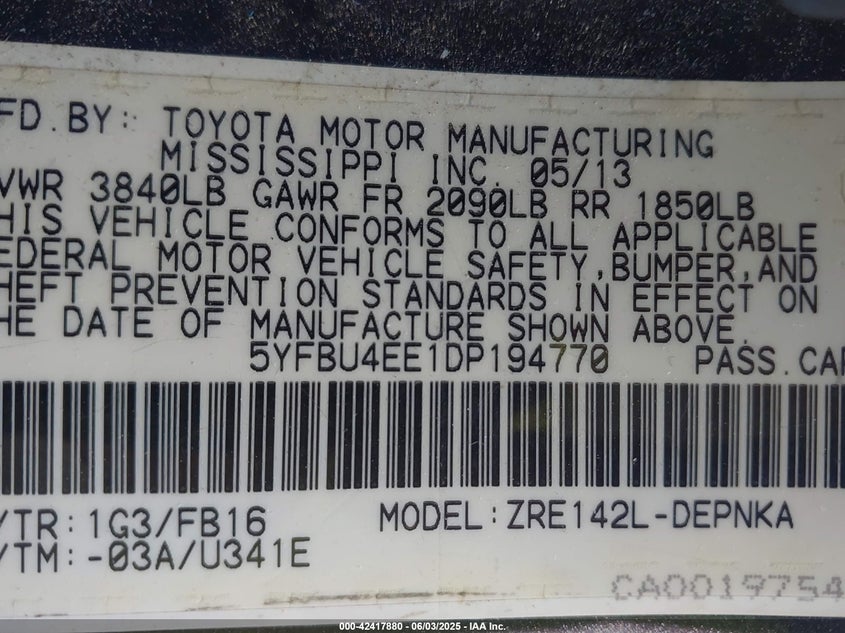 FD. BY: TOYOTA MOTOR MANUFACTURING
MISSISSIPPI INC. 05/13
VWR 3840LB GAWR FR 2090LB RR 1850LB
HIS VEHICLE CONFORMS TO ALL APPLICABLE
EDERAL MOTOR VEHICLE SAFETY, BUMPER, AND
HEFT PREVENTION STANDARDS IN EFFECT ON
HE DATE OF MANUFACTURE SHOWN ABOVE.
5YFBU4EE1DP194770 PASS. CAR
/TR: 1G3/FB16 MODEL: ZRE142L-DEPNKA
/TM: -03A/U341E
CA0019754
000-42417880 - 06/03/2025 - IAA Inc.